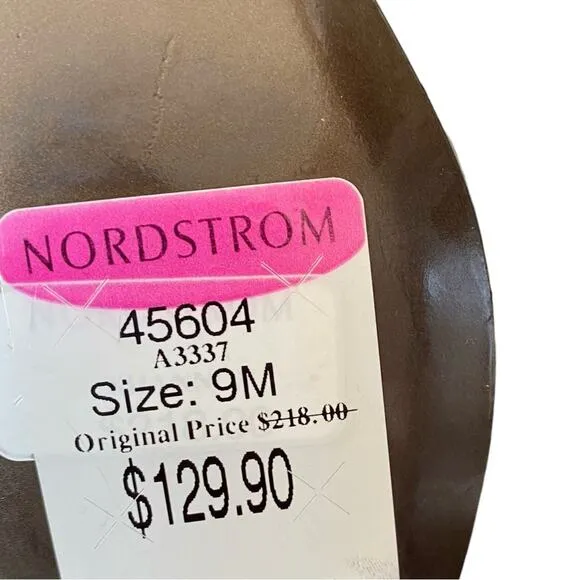 NORDSTROM
45604
A3337
Size: 9M
Original Price $218.00
$129.90